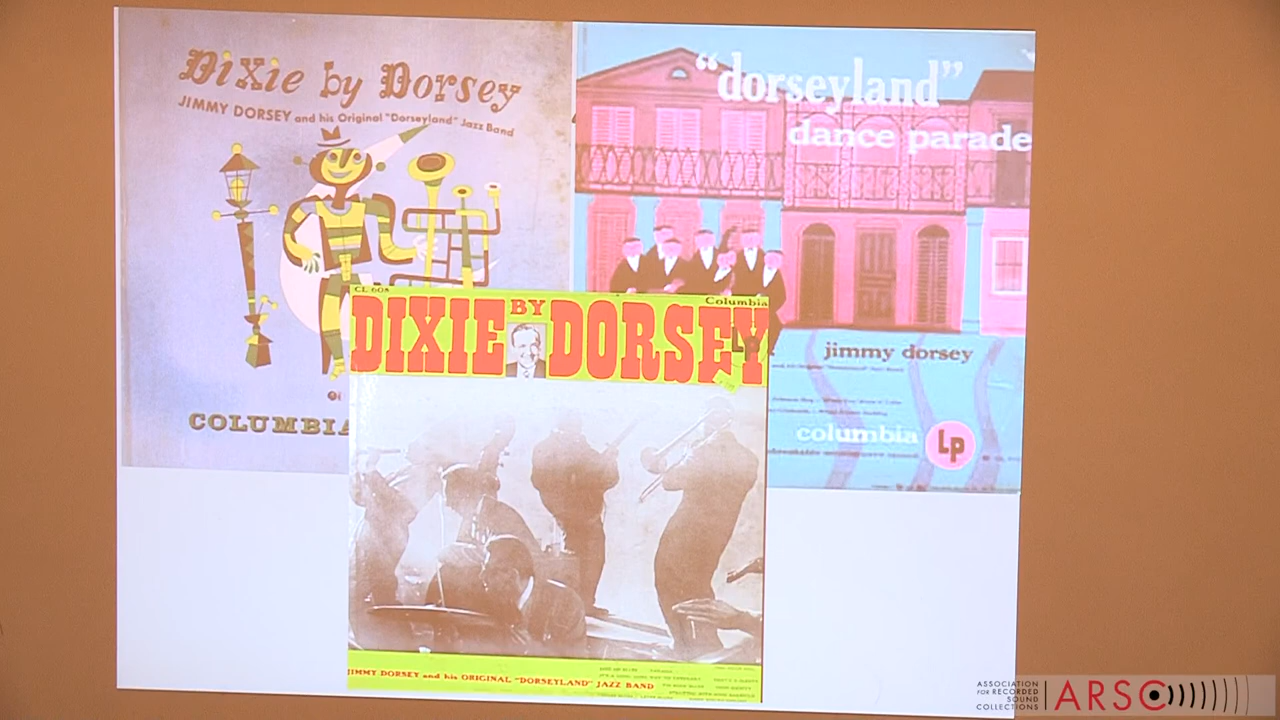 Dixie by Dorsey
JIMMY DORSEY and his Original "Dorseyland" Jazz Band
COLUMBIA
"dorseyland"
dance parade
jimmy dorsey
columbia
Lp
CL 608
Columbia
DIXIE BY DORSEY
Lp
JIMMY DORSEY and his ORIGINAL "DORSEYLAND" JAZZ BAND
ASSOCIATION
FOR RECORDED
SOUND
COLLECTIONS
ARSC